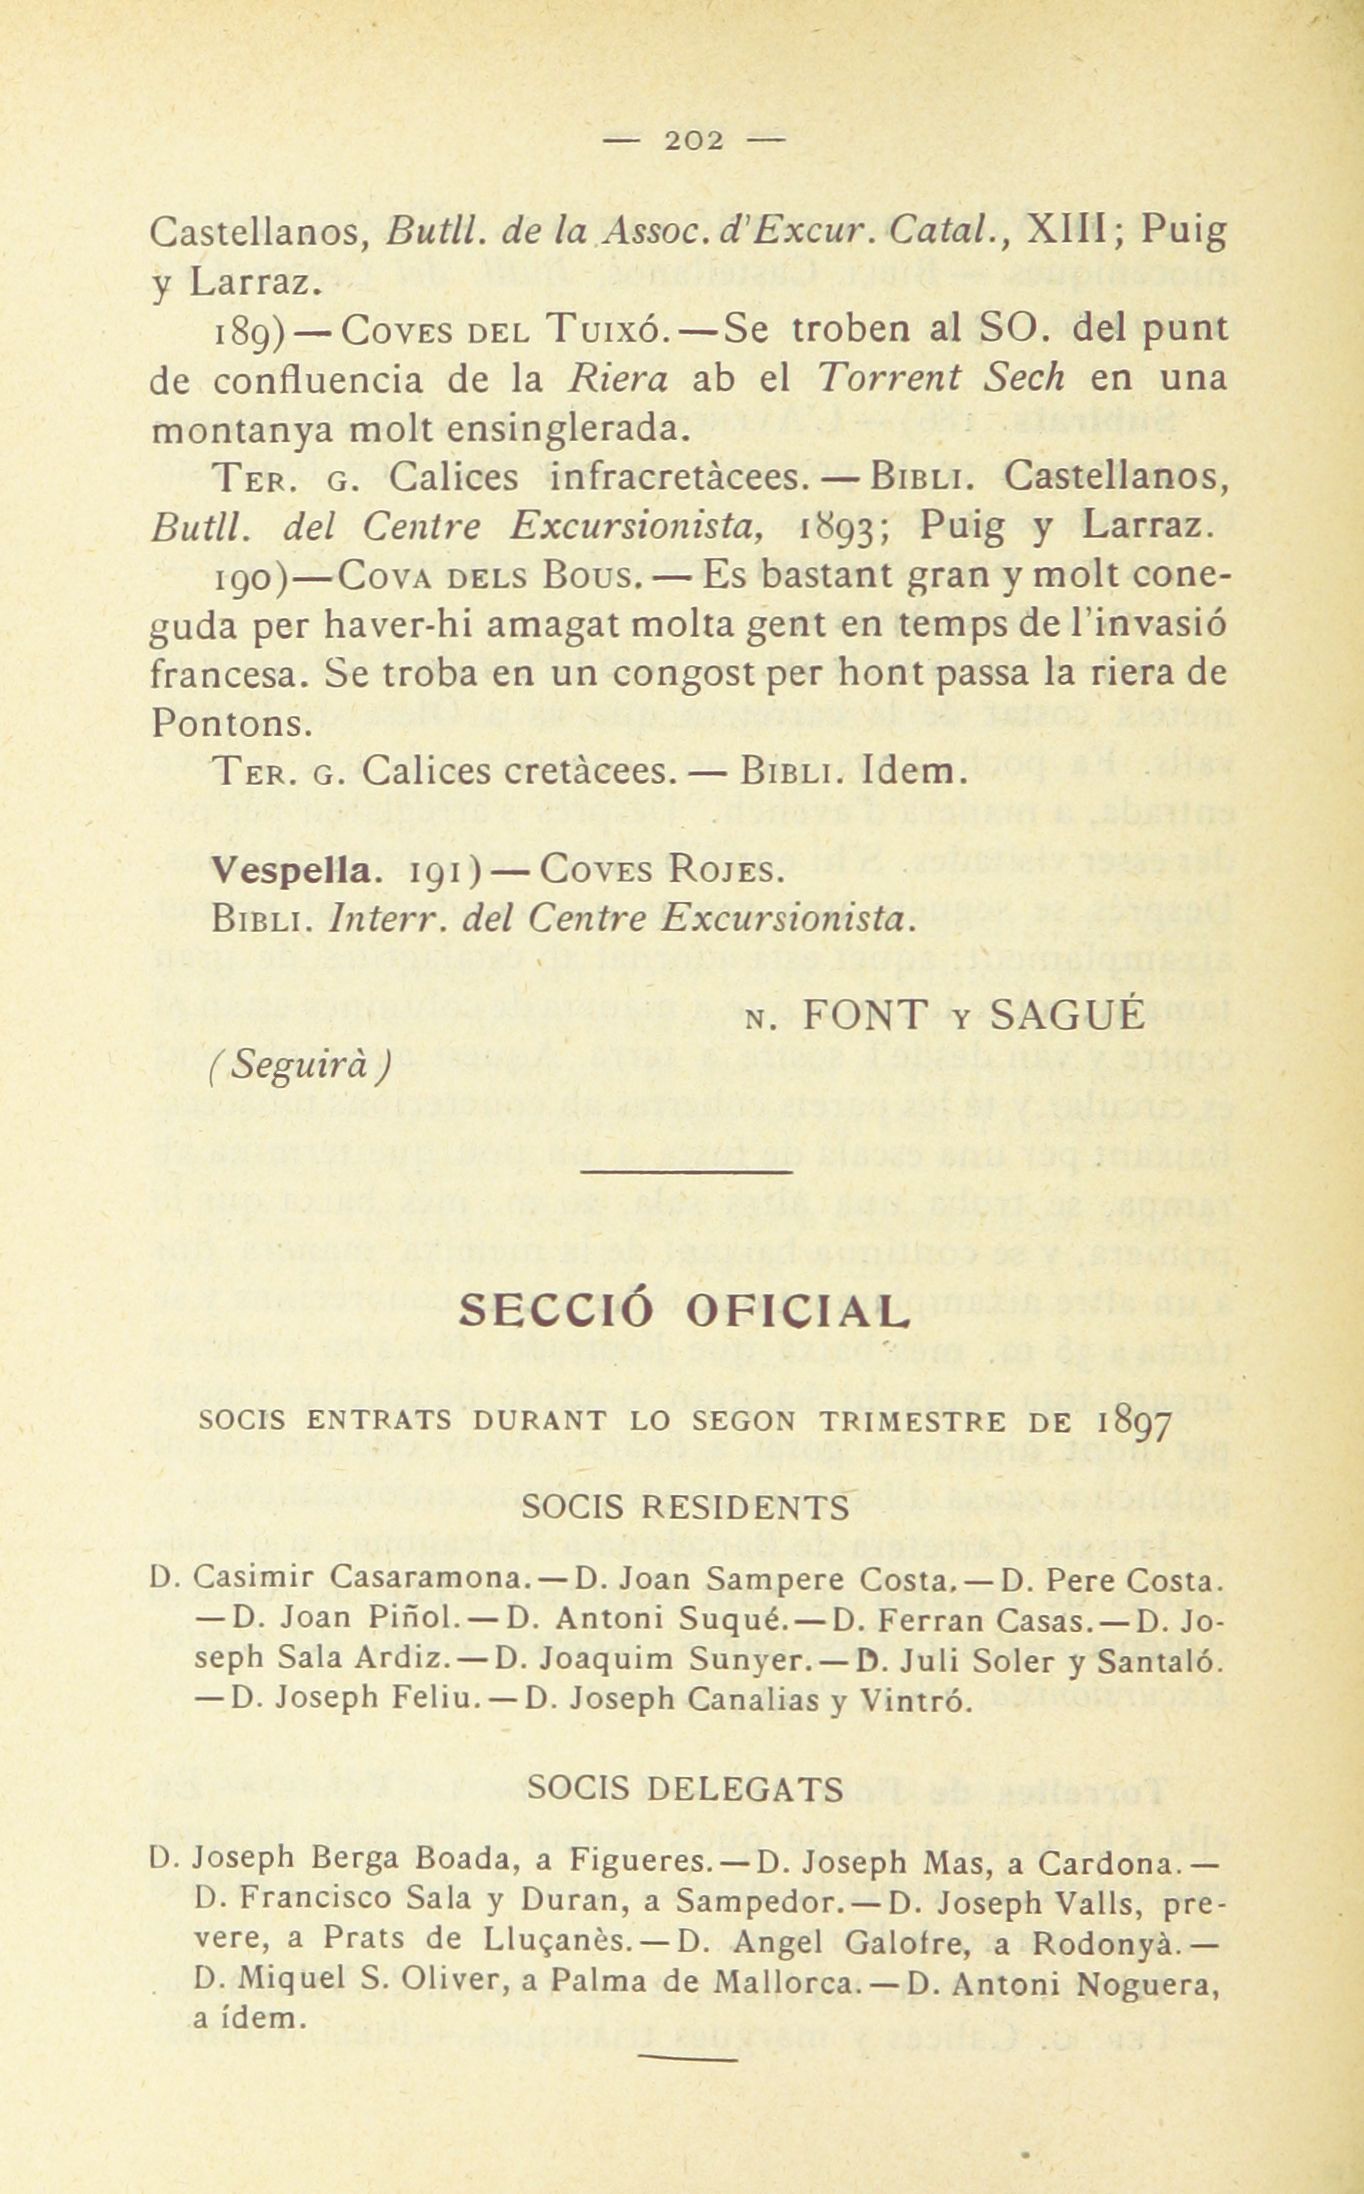 — 202 —
Castellanos, Butll. de la Assoc. d'Excur. Catal., XIII; Puig
y Larraz.
189) — Coves del Tuixó. — Se troben al SO. del punt
de confluencia de la Riera ab el Torrent Sech en una
montanya molt ensinglerada.
Ter. g. Calices infracretàcees. — Bibli. Castellanos,
Butll. del Centre Excursionista, 1893; Puig y Larraz.
190) — Cova dels Bous. — Es bastant gran y molt cone-
guda per haver-hi amagat molta gent en temps de l'invasió
francesa. Se troba en un congost per hont passa la riera de
Pontons.
Ter. g. Calices cretàcees. — Bibli. Idem.
Vespella. 191) — Coves Rojes.
Bibli. Interr. del Centre Excursionista.
N. FONT Y SAGUÉ
(Seguirà)
SECCIÓ OFICIAL
SOCIS ENTRATS DURANT LO SEGON TRIMESTRE DE 1897
SOCIS RESIDENTS
D. Casimir Casaramona. — D. Joan Sampere Costa. — D. Pere Costa.
— D. Joan Piñol. — D. Antoni Suqué. — D. Ferran Casas. — D. Jo-
seph Sala Ardiz. — D. Joaquim Sunyer. — D. Juli Soler y Santaló.
— D. Joseph Feliu. — D. Joseph Canalias y Vintró.
SOCIS DELEGATS
D. Joseph Berga Boada, a Figueres. — D. Joseph Mas, a Cardona. —
D. Francisco Sala y Duran, a Sampedor. — D. Joseph Valls, pre-
vere, a Prats de Lluçanès. — D. Angel Galofre, a Rodonyà. —
D. Miquel S. Oliver, a Palma de Mallorca. — D. Antoni Noguera,
a ídem.